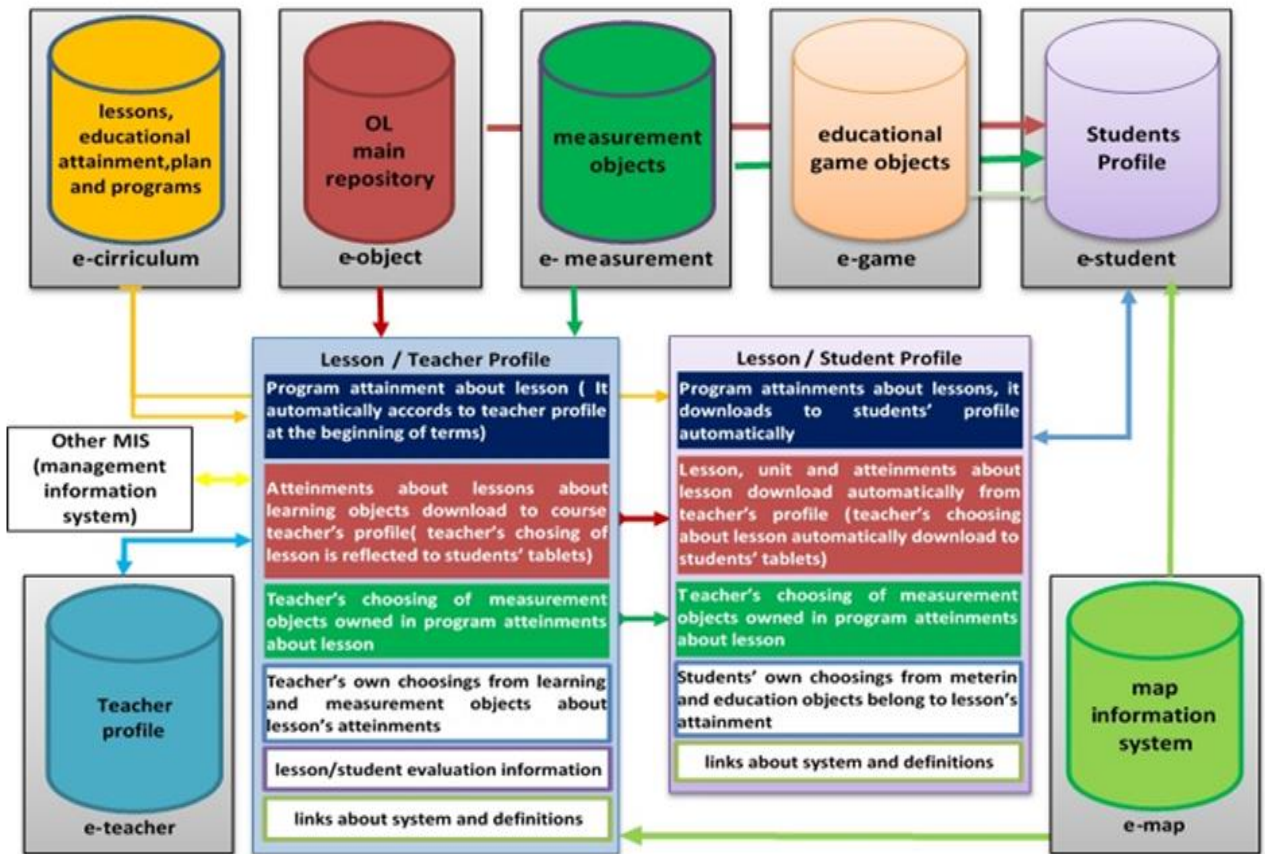 lessons,
educational
attainment,plan
and programs
e-cirriculum
OL
main
repository
e-object
measurement
objects
e- measurement
educational
game objects
e-game
Students
Profile
e-student
Lesson / Teacher Profile
Program attainment about lesson ( It
automatically accords to teacher profile
at the beginning of terms)
Atteinments about lessons about
learning objects download to course
teacher's profile( teacher's chosing of
lesson is reflected to students' tablets)
Teacher's choosing of measurement
objects owned in program atteinments
about lesson
Teacher's own choosings from learning
and measurement objects about
lesson's atteinments
lesson/student evaluation information
links about system and definitions
Lesson / Student Profile
Program attainments about lessons, it
downloads to students' profile
automatically
Lesson, unit and atteinments about
lesson download automatically from
teacher's profile (teacher's choosing
about lesson automatically download to
students' tablets)
Teacher's choosing of measurement
objects owned in program atteinments
about lesson
Students' own choosings from meterin
and education objects belong to lesson's
attainment
links about system and definitions
Other MIS
(management
information
system)
Teacher
profile
e-teacher
map
information
system
e-map